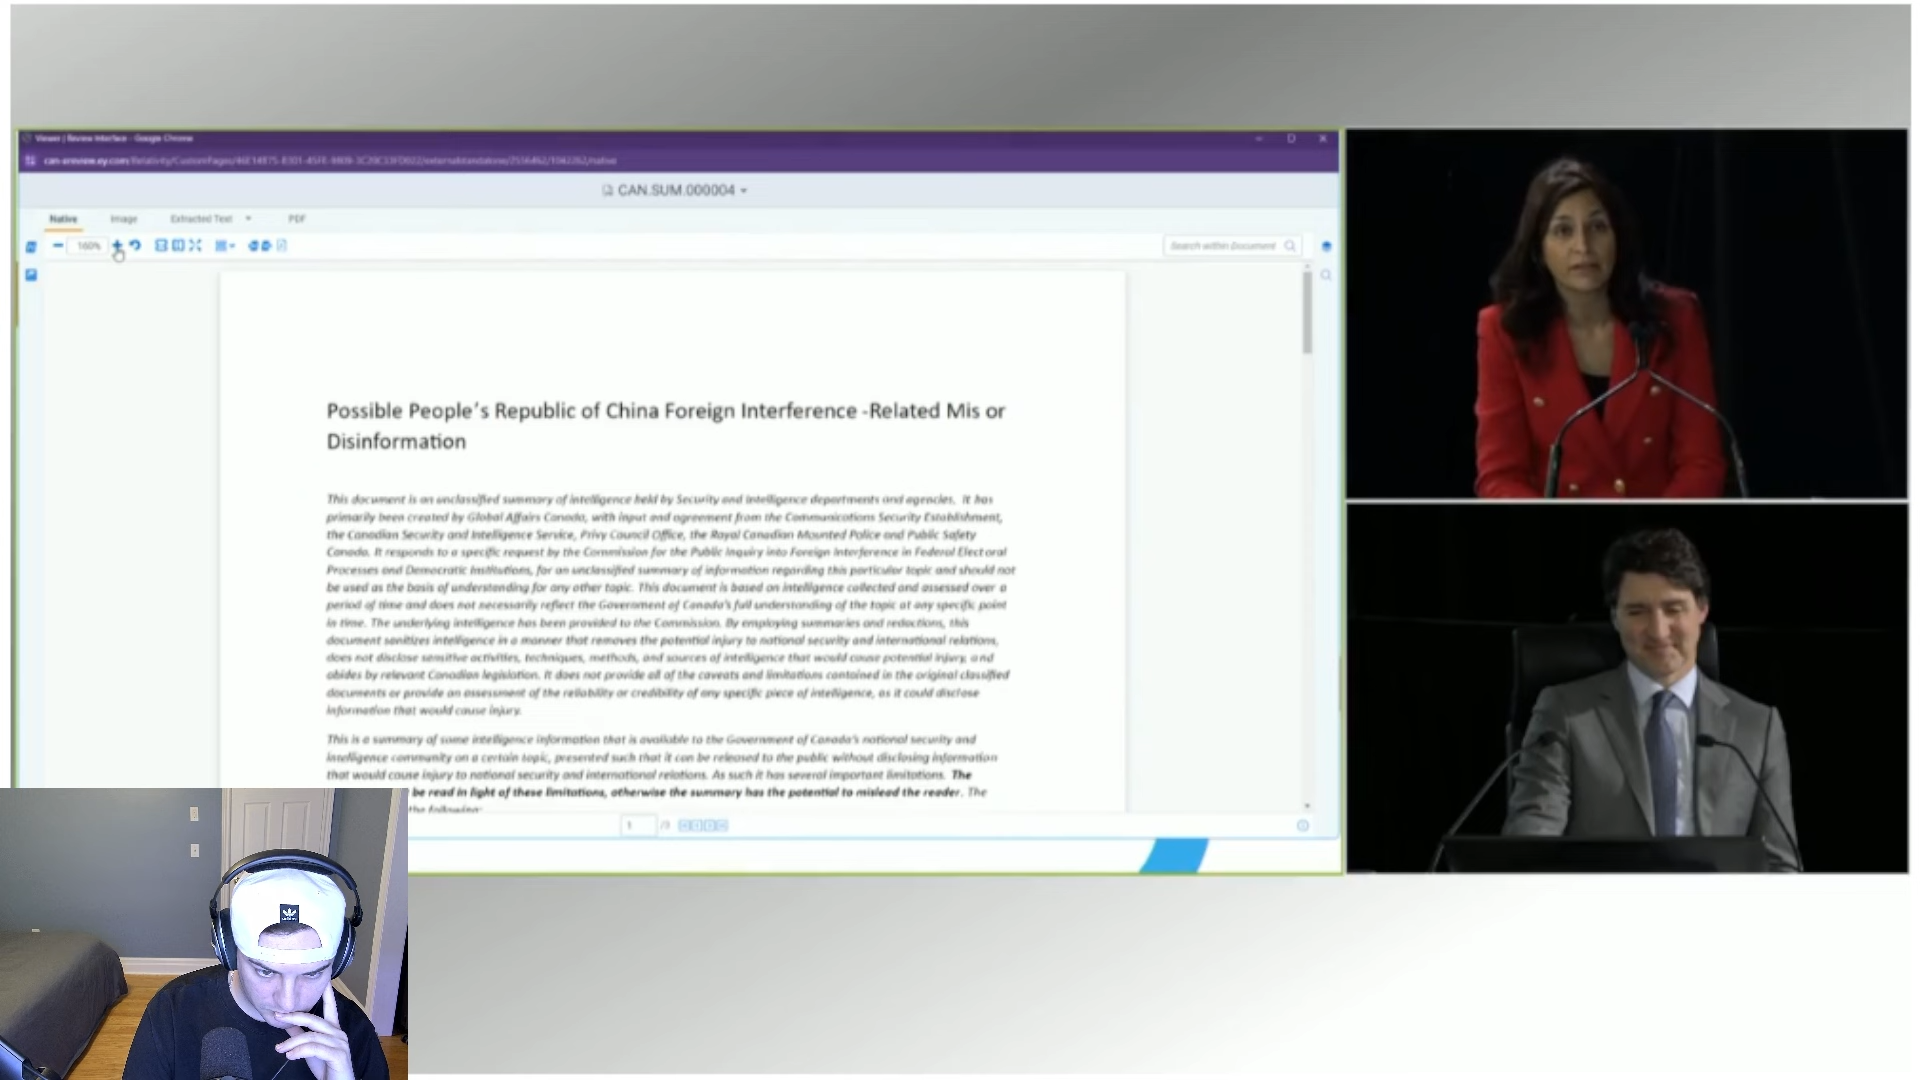 Viewer | Review Interface - Google Chrome
CAN.SUM.000004
Native Image Extracted Text PDF
160%
Search within Document
Possible People's Republic of China Foreign Interference -Related Mis or
Disinformation
This document is an unclassified summary of intelligence held by Security and Intelligence departments and agencies. It has
primarily been created by Global Affairs Canada, with input and agreement from the Communications Security Establishment,
the Canadian Security and Intelligence Service, Privy Council Office, the Royal Canadian Mounted Police and Public Safety
Canada. It responds to a specific request by the Commission for the Public Inquiry into Foreign Interference in Federal Electoral
Processes and Democratic Institutions, for an unclassified summary of information regarding this particular topic and should not
be used as the basis of understanding for any other topic. This document is based on intelligence collected and assessed over a
period of time and does not necessarily reflect the Government of Canada's full understanding of the topic at any specific point
in time. The underlying intelligence has been provided to the Commission. By employing summaries and redactions, this
document sanitizes intelligence in a manner that removes the potential injury to national security and international relations,
does not disclose sensitive activities, techniques, methods, and sources of intelligence that would cause potential injury, and
abides by relevant Canadian legislation. It does not provide all of the caveats and limitations contained in the original classified
documents or provide an assessment of the reliability or credibility of any specific piece of intelligence, as it could disclose
information that would cause injury.
This is a summary of some intelligence information that is available to the Government of Canada's national security and
intelligence community on a certain topic, presented such that it can be released to the public without disclosing information
that would cause injury to national security and international relations. As such it has several important limitations. The
be read in light of these limitations, otherwise the summary has the potential to mislead the reader. The
the following:
1